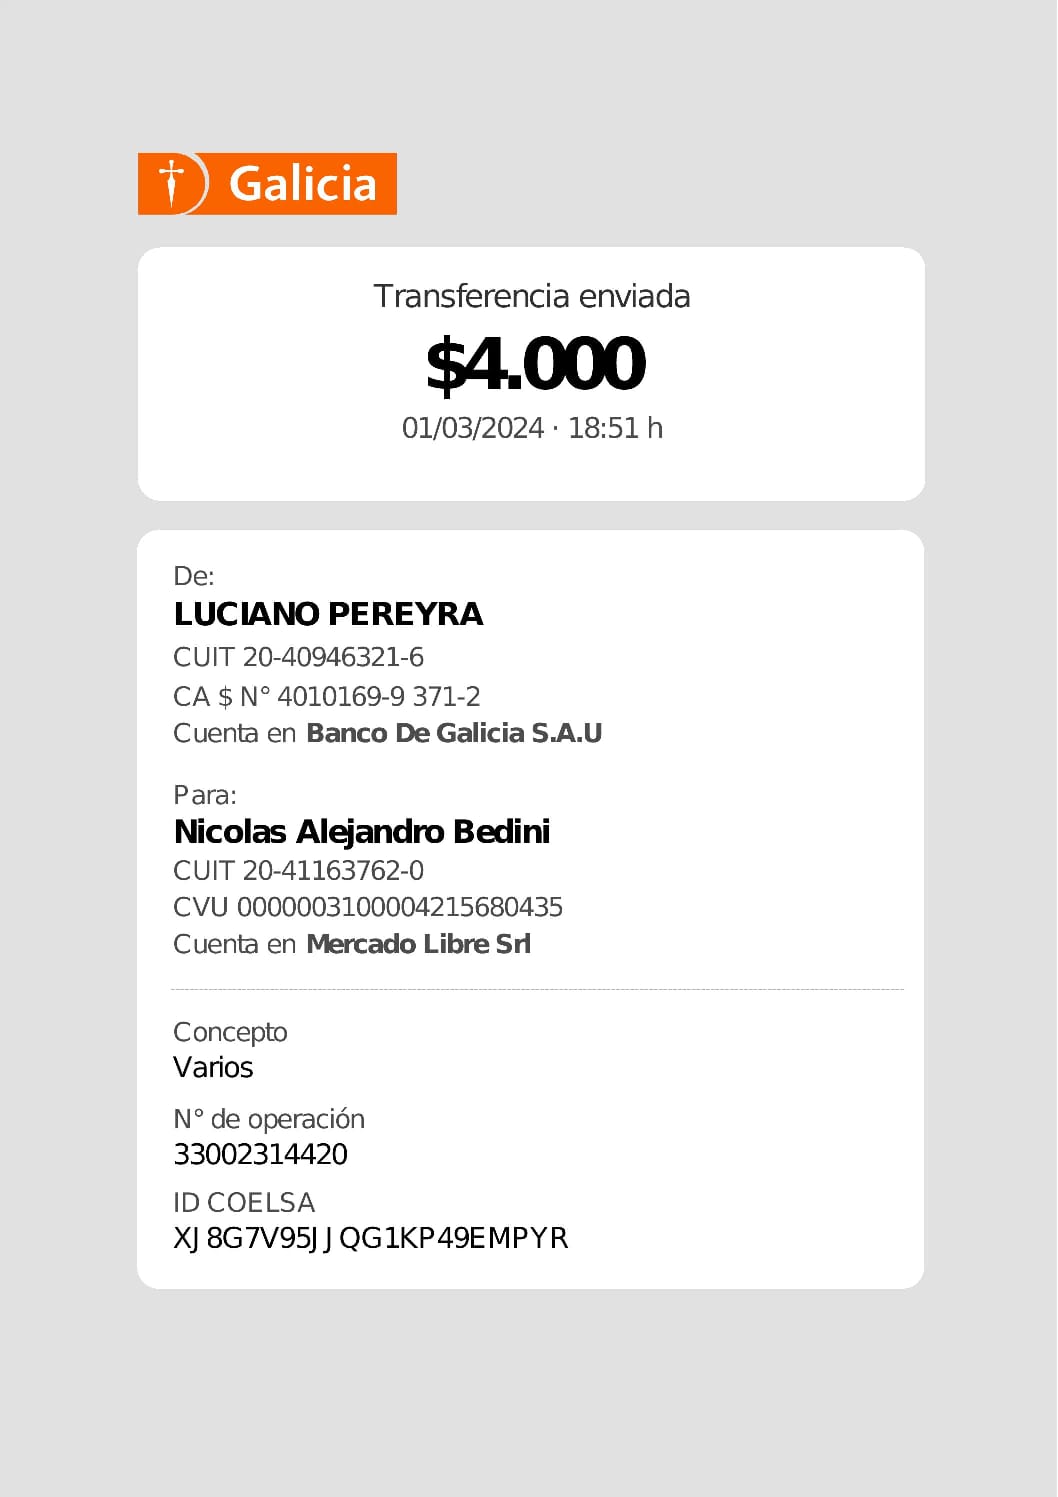 Galicia
Transferencia enviada
$4.000
01/03/2024 · 18:51 h
De:
LUCIANO PEREYRA
CUIT 20-40946321-6
CA $ N° 4010169-9 371-2
Cuenta en Banco De Galicia S.A.U
Para:
Nicolas Alejandro Bedini
CUIT 20-41163762-0
CVU 0000003100004215680435
Cuenta en Mercado Libre Srl
Concepto
Varios
N° de operación
33002314420
ID COELSA
XJ8G7V95JJQG1KP49EMPYR